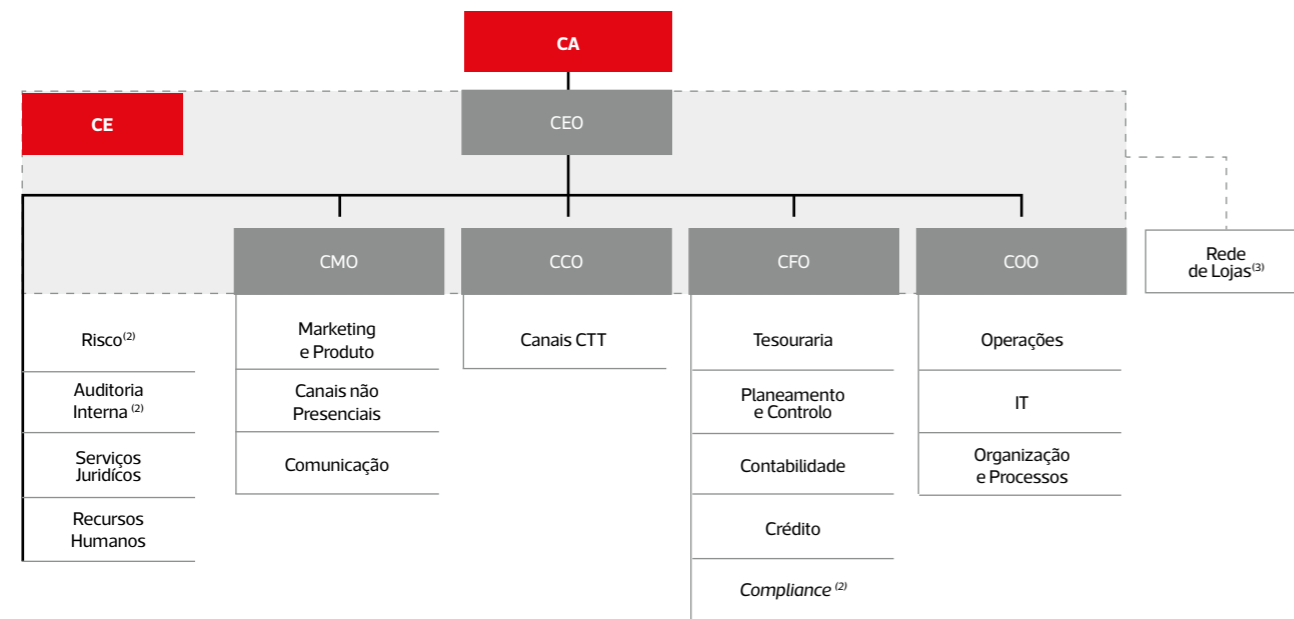 CA
CE
CEO
CMO
CCO
CFO
COO
Rede
de Lojas(3)
Risco(2)
Auditoria
Interna (2)
Serviços
Juridícos
Recursos
Humanos
Marketing
e Produto
Canais não
Presenciais
Comunicação
Canais CTT
Tesouraria
Planeamento
e Controlo
Contabilidade
Crédito
Compliance (2)
Operações
IT
Organização
e Processos